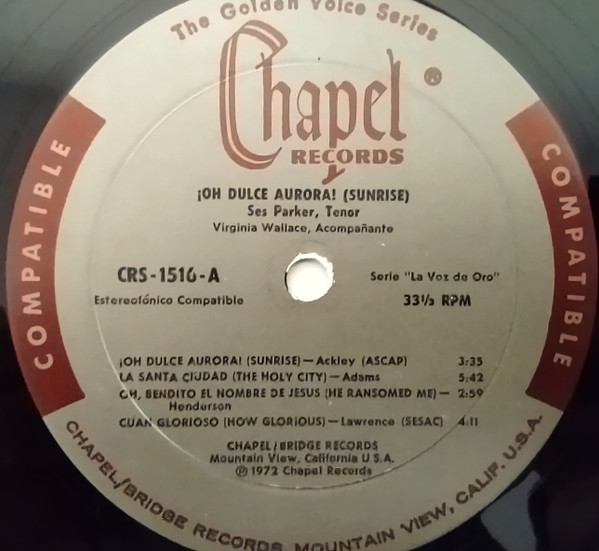 The Golden Voice Series
Chapel®
RECORDS
COMPATIBLE
COMPATIBLE
¡OH DULCE AURORA! (SUNRISE)
Ses Parker, Tenor
Virginia Wallace, Acompañante
CRS-1516-A
Serie "La Voz de Oro"
Estereofónico Compatible
33⅓ RPM
¡OH DULCE AURORA! (SUNRISE)—Ackley (ASCAP) 3:35
LA SANTA CIUDAD (THE HOLY CITY)—Adams 5:42
OH, BENDITO EL NOMBRE DE JESUS (HE RANSOMED ME)— 2:59
Henderson
CUAN GLORIOSO (HOW GLORIOUS)—Lawrence (SESAC) 4:11
CHAPEL/BRIDGE RECORDS
Mountain View, California U.S.A.
℗ 1972 Chapel Records
CHAPEL/BRIDGE RECORDS, MOUNTAIN VIEW, CALIF. U.S.A.